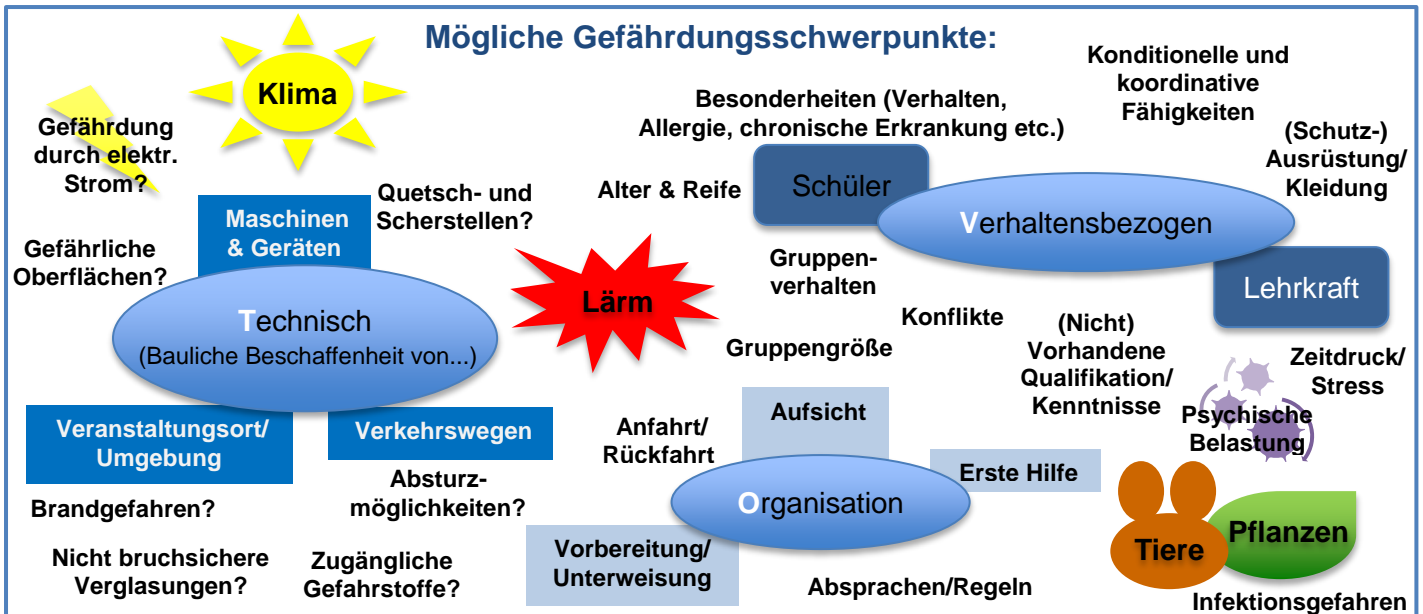 Mögliche Gefährdungsschwerpunkte:
Klima
Gefährdung
durch elektr.
Strom?
Maschinen
& Geräten
Quetsch- und
Scherstellen?
Gefährliche
Oberflächen?
Technisch
(Bauliche Beschaffenheit von...)
Veranstaltungsort/
Umgebung
Verkehrswegen
Brandgefahren?
Absturz-
möglichkeiten?
Nicht bruchsichere
Verglasungen?
Zugängliche
Gefahrstoffe?
Lärm
Besonderheiten (Verhalten,
Allergie, chronische Erkrankung etc.)
Konditionelle und
koordinative
Fähigkeiten
(Schutz-)
Ausrüstung/
Kleidung
Alter & Reife
Schüler
Verhaltensbezogen
Lehrkraft
Gruppen-
verhalten
Konflikte
Gruppengröße
(Nicht)
Vorhandene
Qualifikation/
Kenntnisse
Zeitdruck/
Stress
Psychische
Belastung
Anfahrt/
Rückfahrt
Aufsicht
Erste Hilfe
Organisation
Vorbereitung/
Unterweisung
Absprachen/Regeln
Tiere
Pflanzen
Infektionsgefahren